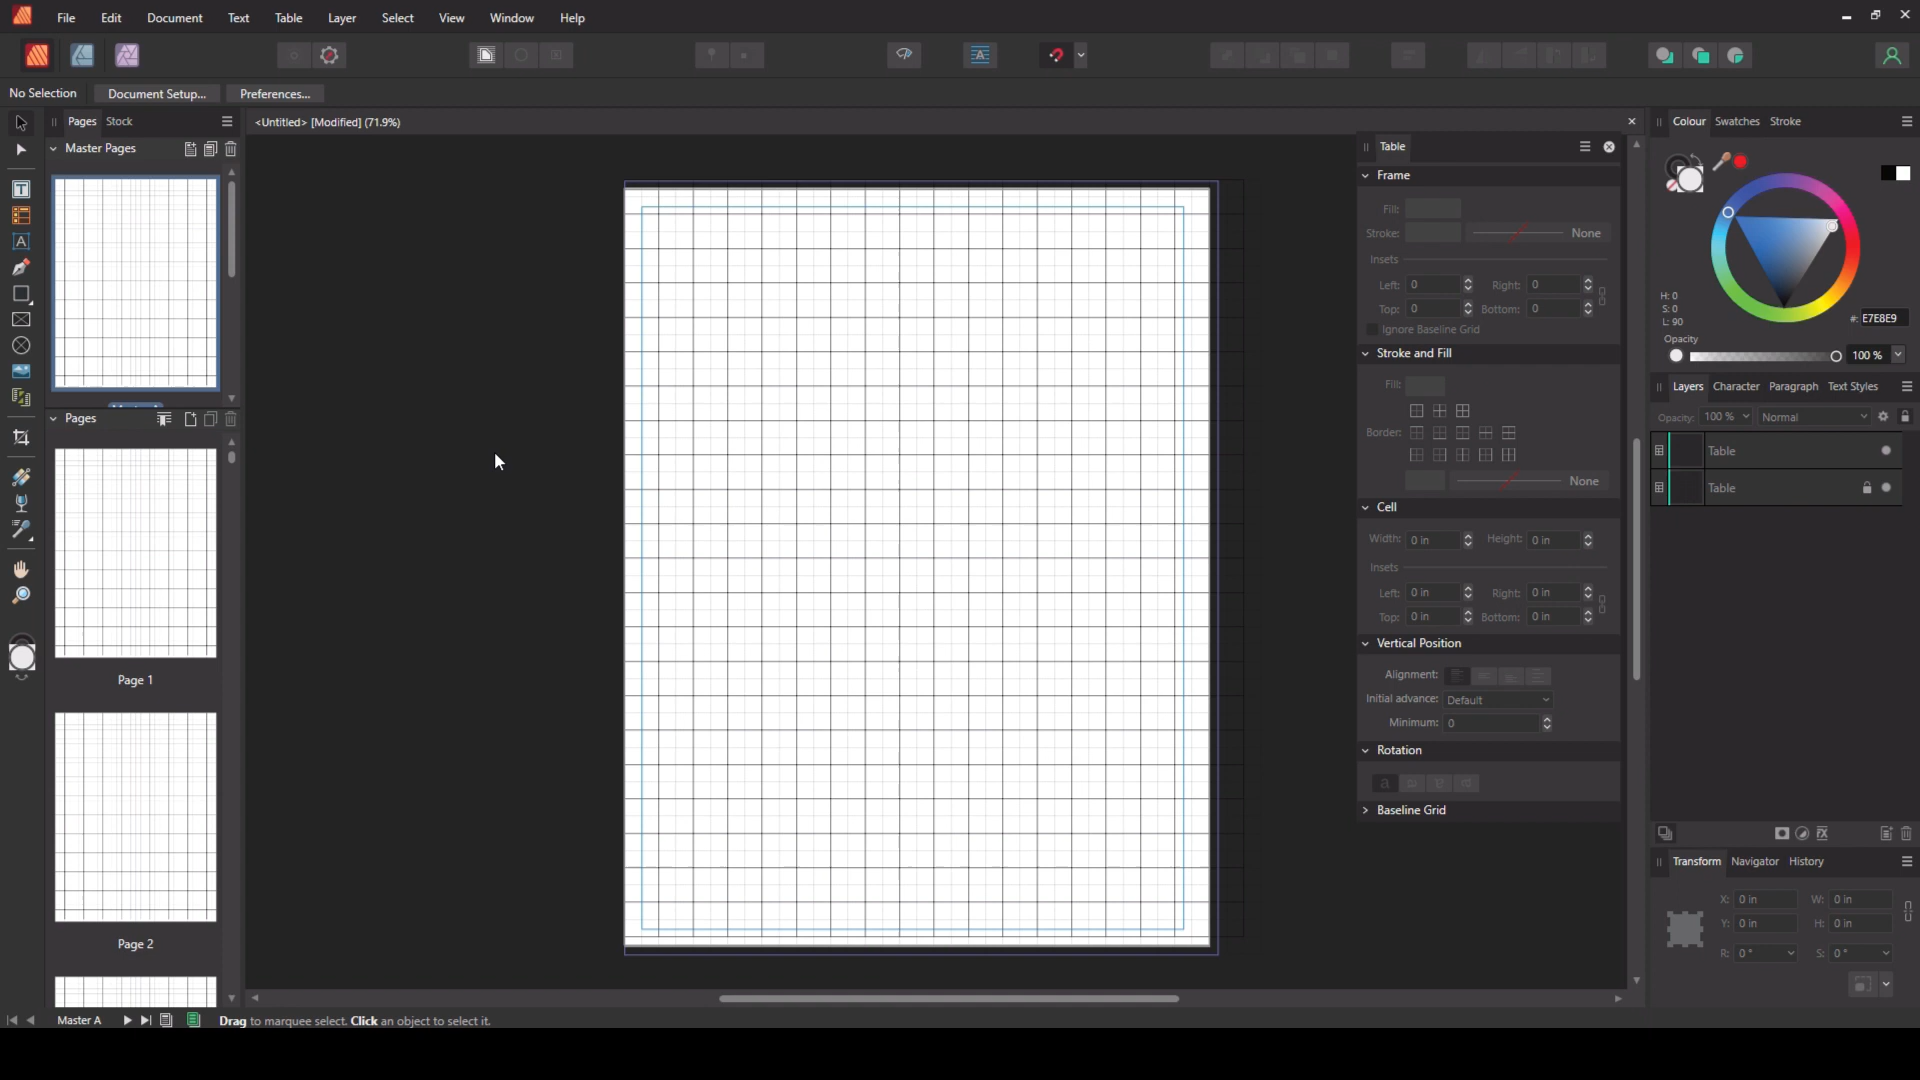 File Edit Document Text Table Layer Select View Window Help
No Selection Document Setup... Preferences...
Pages Stock
Master Pages
Pages
Page 1
Page 2
<Untitled> [Modified] (71.9%)
Table
Frame
Fill:
Stroke: None
Insets
Left: 0 Right: 0
Top: 0 Bottom: 0
Ignore Baseline Grid
Stroke and Fill
Fill:
Border:
None
Cell
Width: 0 in Height: 0 in
Insets
Left: 0 in Right: 0 in
Top: 0 in Bottom: 0 in
Vertical Position
Alignment:
Initial advance: Default
Minimum: 0
Rotation
a
Baseline Grid
Colour Swatches Stroke
H: 0
S: 0
L: 90
#: E7E8E9
Opacity
100 %
Layers Character Paragraph Text Styles
Opacity: 100 % Normal
Table
Table
Transform Navigator History
X: 0 in W: 0 in
Y: 0 in H: 0 in
R: 0 ° S: 0 °
Master A Drag to marquee select. Click an object to select it.